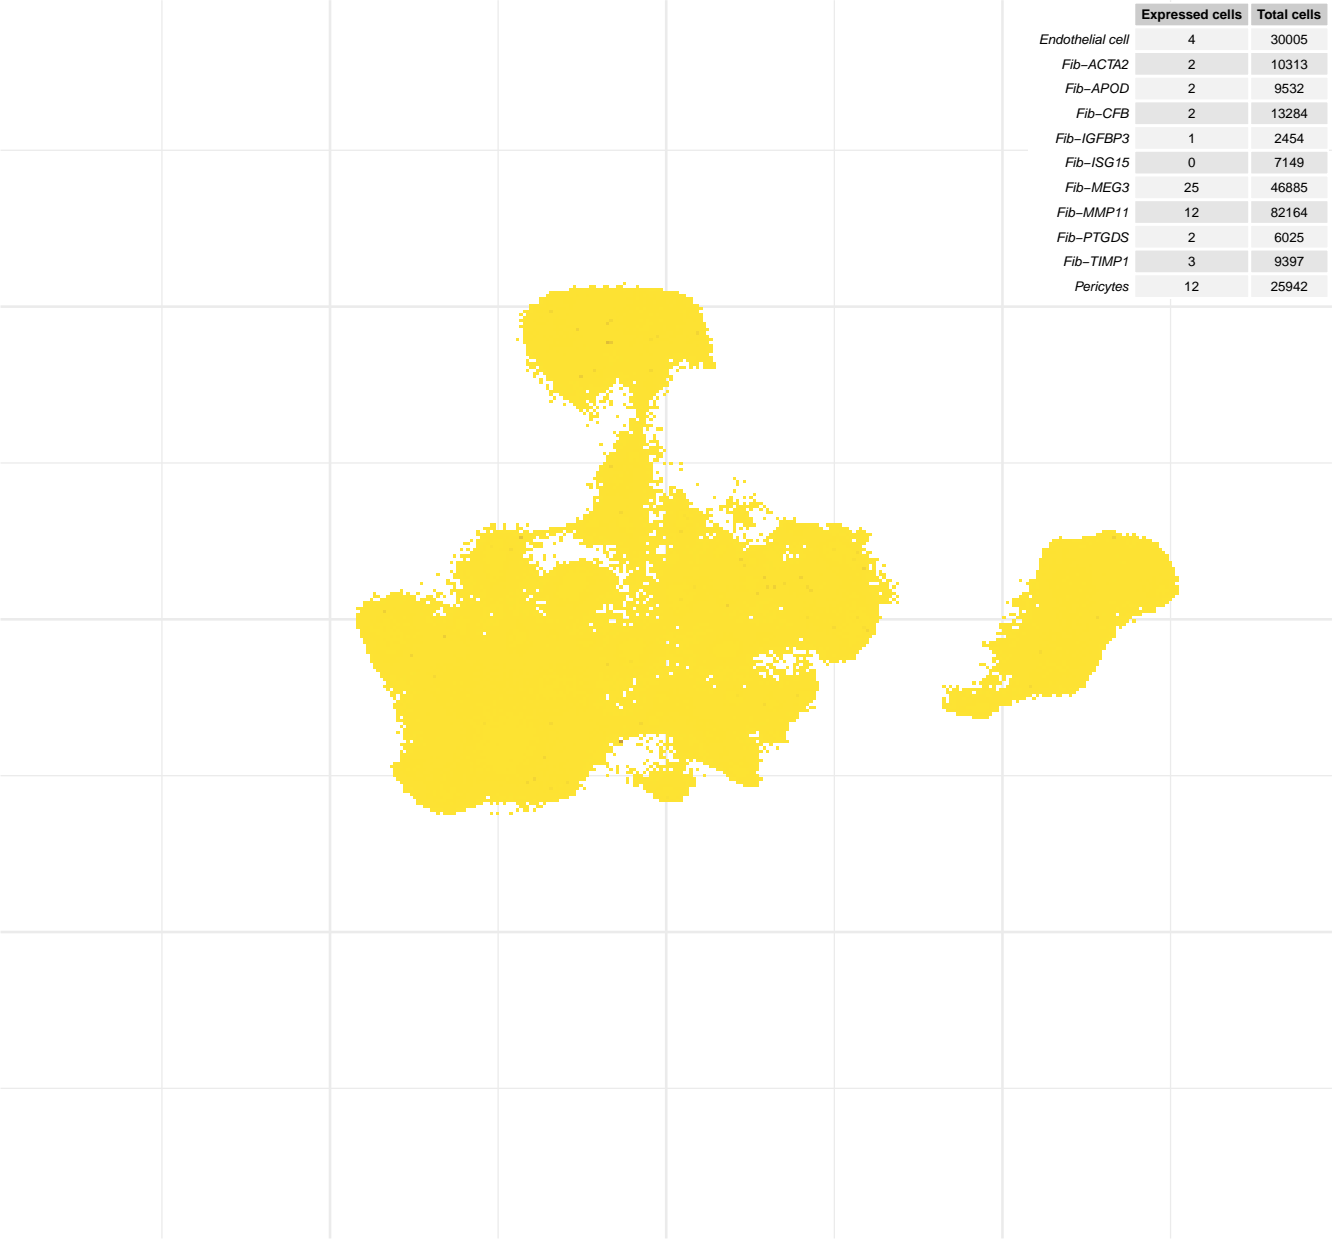 Expressed cells Total cells
Endothelial cell 4 30005
Fib−ACTA2 2 10313
Fib−APOD 2 9532
Fib−CFB 2 13284
Fib−IGFBP3 1 2454
Fib−ISG15 0 7149
Fib−MEG3 25 46885
Fib−MMP11 12 82164
Fib−PTGDS 2 6025
Fib−TIMP1 3 9397
Pericytes 12 25942